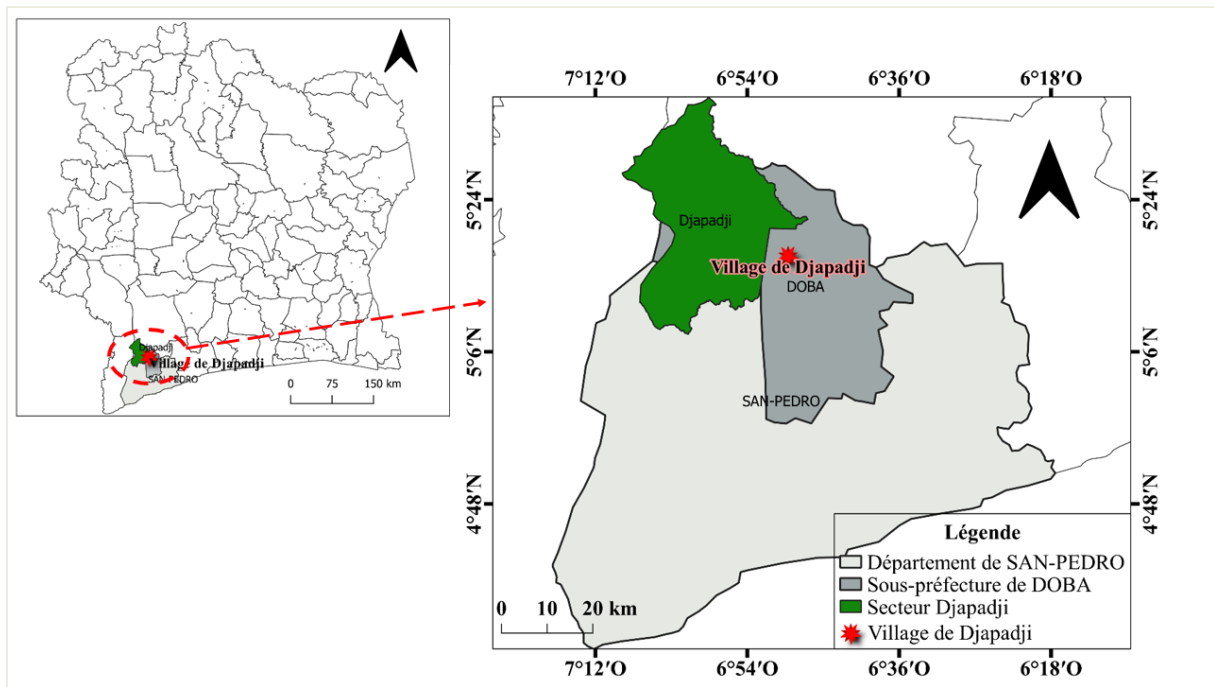 Djapadji
Village de Djapadji
SAN-PEDRO
0 75 150 km
7°12'O 6°54'O 6°36'O 6°18'O
5°24'N
5°6'N
4°48'N
5°24'N
5°6'N
4°48'N
Djapadji
Village de Djapadji
DOBA
SAN-PEDRO
0 10 20 km
Légende
Département de SAN-PEDRO
Sous-préfecture de DOBA
Secteur Djapadji
Village de Djapadji
7°12'O 6°54'O 6°36'O 6°18'O